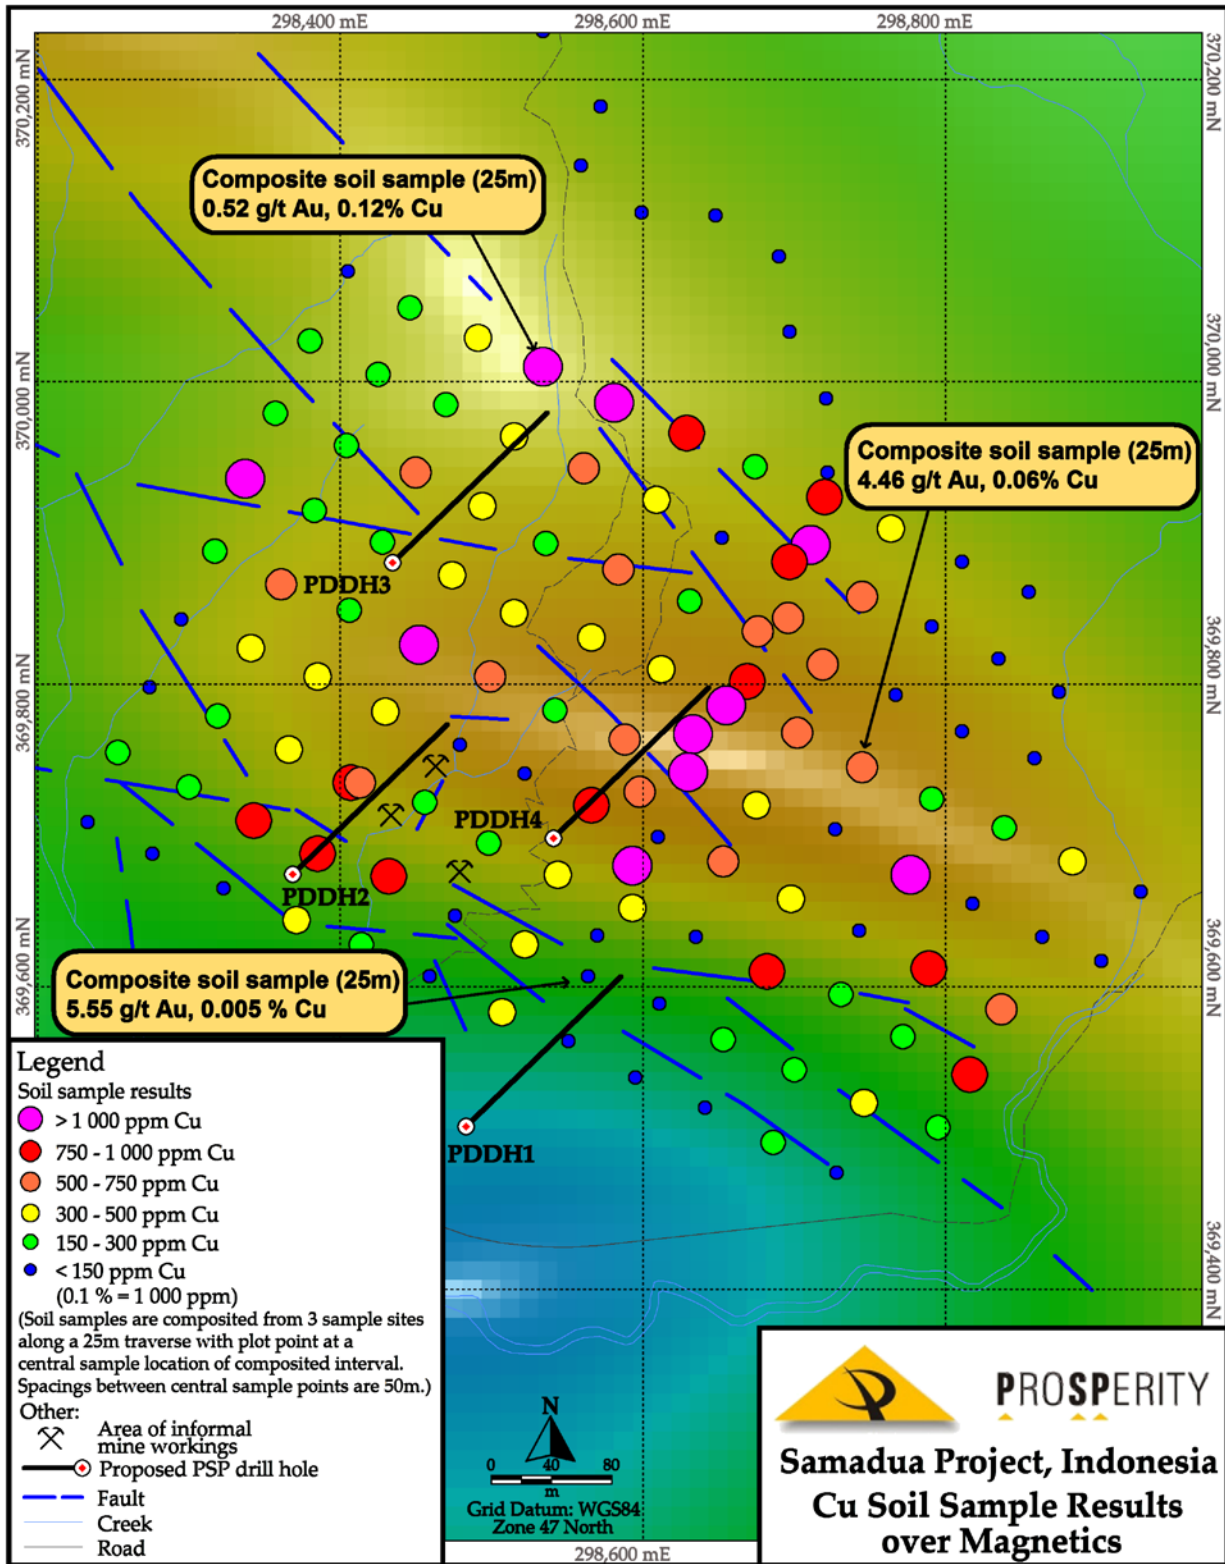 298,400 mE
298,600 mE
298,800 mE
370,200 mN
370,200 mN
Composite soil sample (25m)
0.52 g/t Au, 0.12% Cu
370,000 mN
370,000 mN
Composite soil sample (25m)
4.46 g/t Au, 0.06% Cu
PDDH3
369,800 mN
369,800 mN
PDDH4
PDDH2
369,600 mN
369,600 mN
Composite soil sample (25m)
5.55 g/t Au, 0.005 % Cu
PDDH1
369,400 mN
Legend
Soil sample results
> 1 000 ppm Cu
750 - 1 000 ppm Cu
500 - 750 ppm Cu
300 - 500 ppm Cu
150 - 300 ppm Cu
< 150 ppm Cu
(0.1 % = 1 000 ppm)
(Soil samples are composited from 3 sample sites
along a 25m traverse with plot point at a
central sample location of composited interval.
Spacings between central sample points are 50m.)
Other:
Area of informal
mine workings
Proposed PSP drill hole
Fault
Creek
Road
N
0 40 80
m
Grid Datum: WGS84
Zone 47 North
298,600 mE
PROSPERITY
Samadua Project, Indonesia
Cu Soil Sample Results
over Magnetics